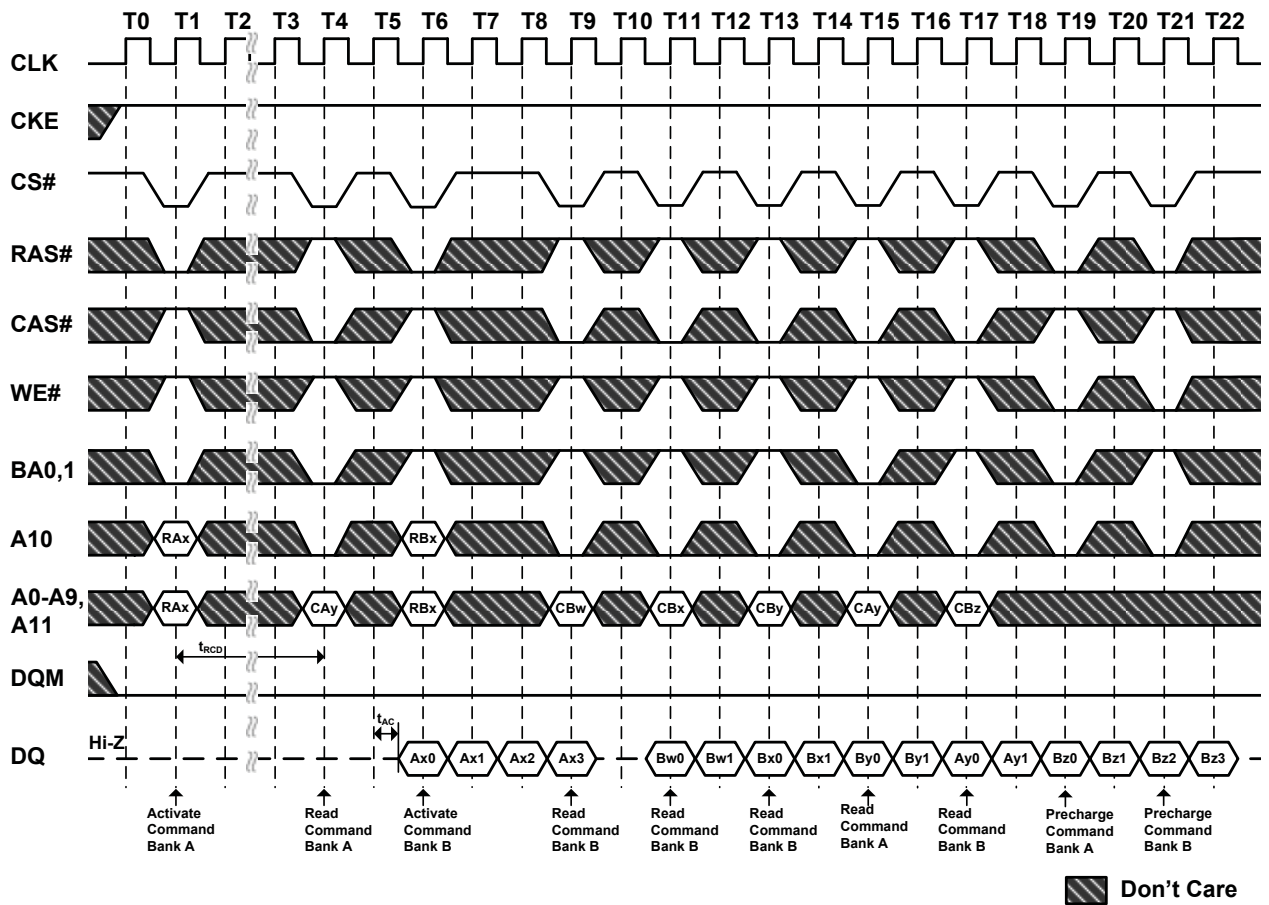 T0 T1 T2 T3 T4 T5 T6 T7 T8 T9 T10 T11 T12 T13 T14 T15 T16 T17 T18 T19 T20 T21 T22
CLK
CKE
CS#
RAS#
CAS#
WE#
BA0,1
A10
RAx RBx
A0-A9,
A11
RAx CAy RBx CBw CBx CBy CAy CBz
tRCD
DQM
tAC
Hi-Z
DQ
Ax0 Ax1 Ax2 Ax3 Bw0 Bw1 Bx0 Bx1 By0 By1 Ay0 Ay1 Bz0 Bz1 Bz2 Bz3
Activate
Command
Bank A
Read
Command
Bank A
Activate
Command
Bank B
Read
Command
Bank B
Read
Command
Bank B
Read
Command
Bank B
Read
Command
Bank A
Read
Command
Bank B
Precharge
Command
Bank A
Precharge
Command
Bank B
Don't Care